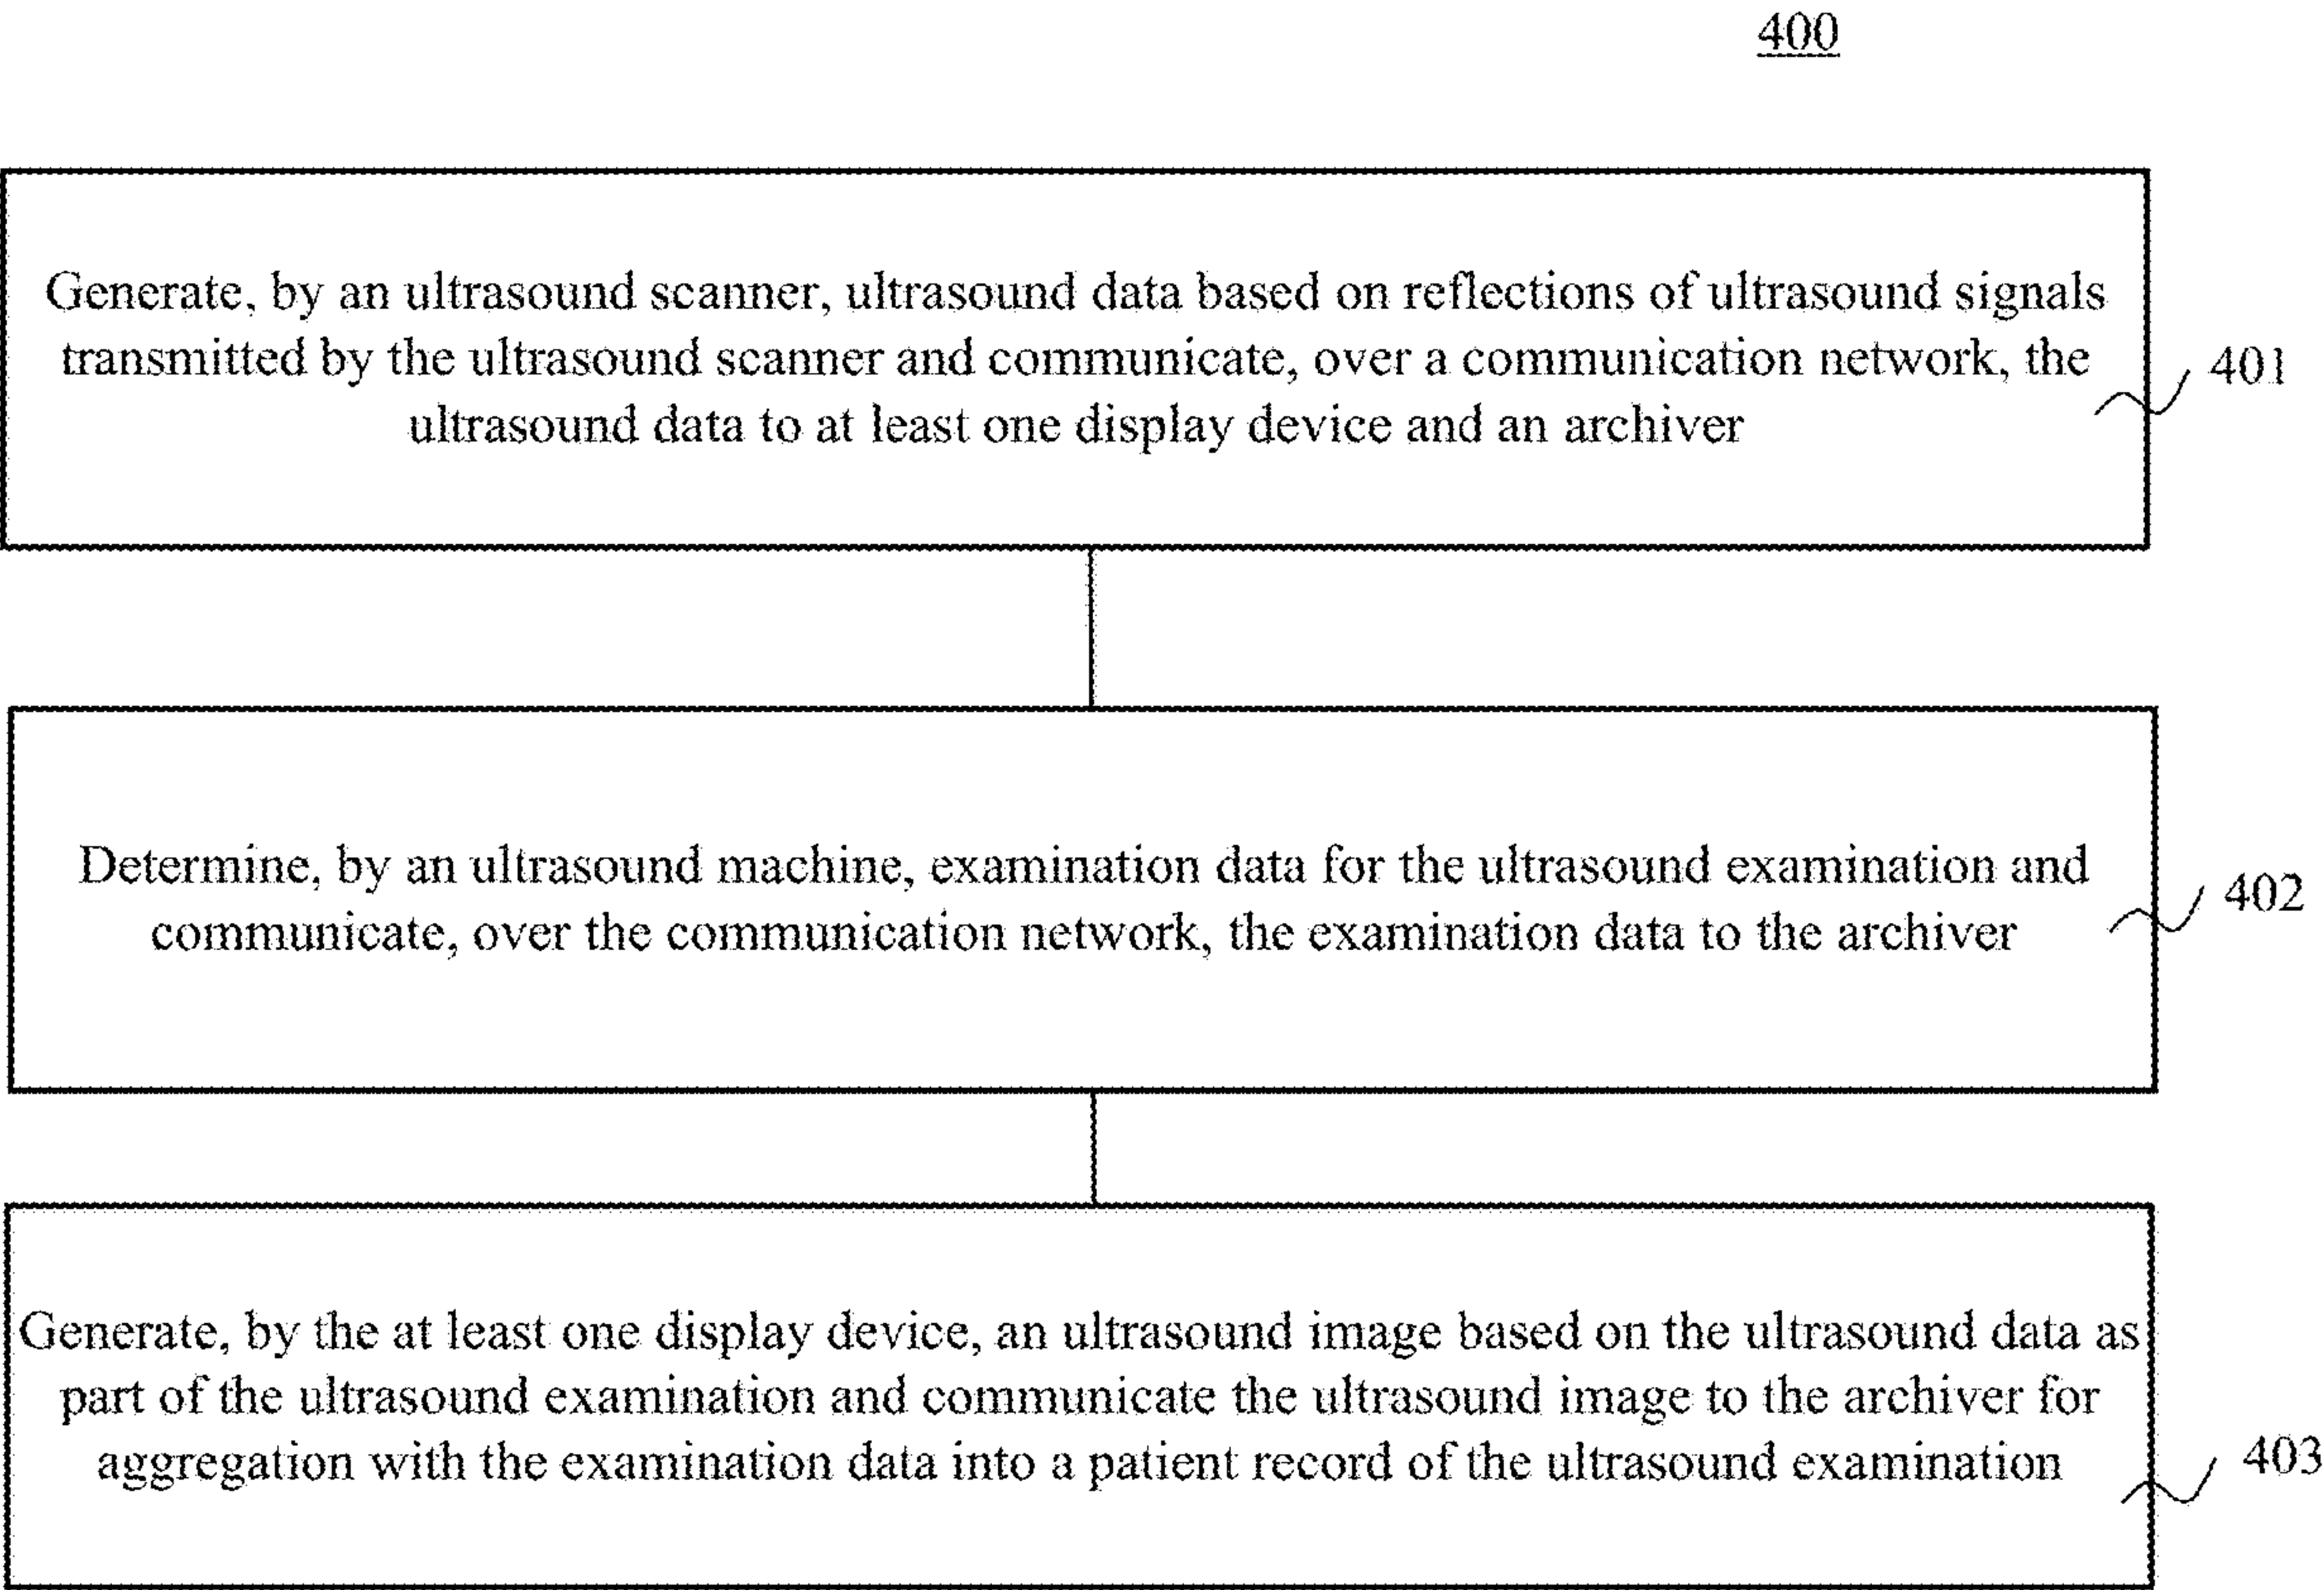 400
Generate, by an ultrasound scanner, ultrasound data based on reflections of ultrasound signals
transmitted by the ultrasound scanner and communicate, over a communication network, the
ultrasound data to at least one display device and an archiver
401
Determine, by an ultrasound machine, examination data for the ultrasound examination and
communicate, over the communication network, the examination data to the archiver
402
Generate, by the at least one display device, an ultrasound image based on the ultrasound data as
part of the ultrasound examination and communicate the ultrasound image to the archiver for
aggregation with the examination data into a patient record of the ultrasound examination
403